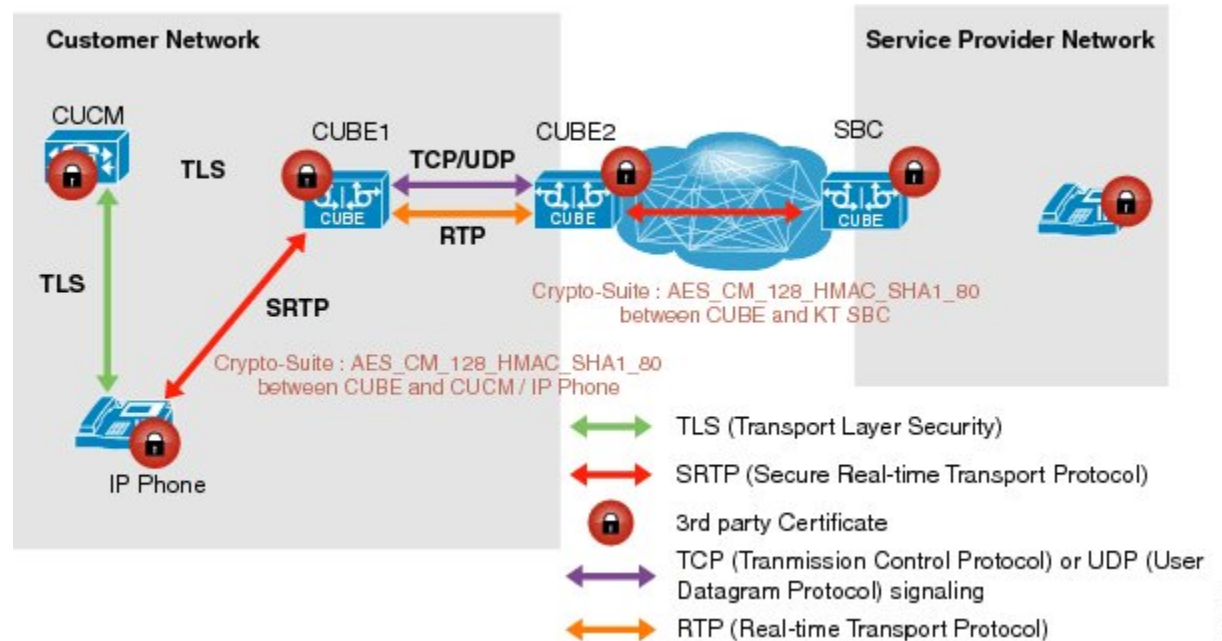 Customer Network
Service Provider Network
CUCM
CUBE1
CUBE2
SBC
TLS
TCP/UDP
CUBE
CUBE
CUBE
RTP
TLS
SRTP
Crypto-Suite : AES_CM_128_HMAC_SHA1_80
between CUBE and KT SBC
Crypto-Suite : AES_CM_128_HMAC_SHA1_80
between CUBE and CUCM / IP Phone
IP Phone
TLS (Transport Layer Security)
SRTP (Secure Real-time Transport Protocol)
3rd party Certificate
TCP (Tranmission Control Protocol) or UDP (User
Datagram Protocol) signaling
RTP (Real-time Transport Protocol)